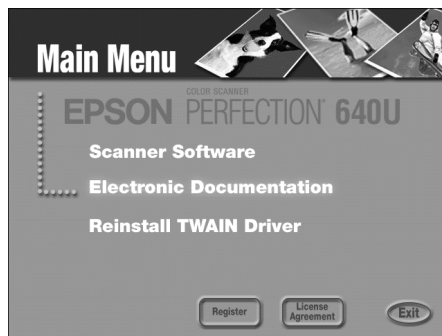 Main Menu
COLOR SCANNER
EPSON PERFECTION 640U
Scanner Software
Electronic Documentation
Reinstall TWAIN Driver
Register
License
Agreement
Exit